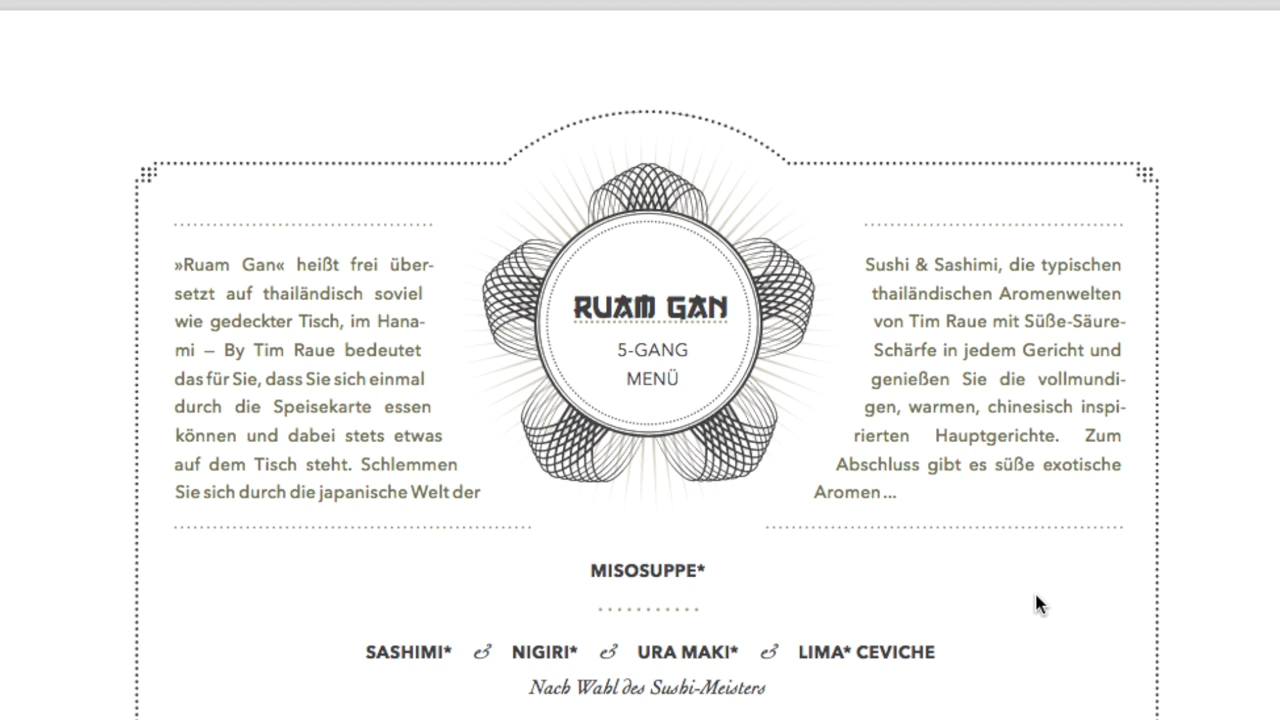 »Ruam Gan« heißt frei über-
setzt auf thailändisch soviel
wie gedeckter Tisch, im Hana-
mi – By Tim Raue bedeutet
das für Sie, dass Sie sich einmal
durch die Speisekarte essen
können und dabei stets etwas
auf dem Tisch steht. Schlemmen
Sie sich durch die japanische Welt der
RUAM GAN
5-GANG
MENÜ
Sushi & Sashimi, die typischen
thailändischen Aromenwelten
von Tim Raue mit Süße-Säure-
Schärfe in jedem Gericht und
genießen Sie die vollmundi-
gen, warmen, chinesisch inspi-
rierten Hauptgerichte. Zum
Abschluss gibt es süße exotische
Aromen...
MISOSUPPE*
SASHIMI* & NIGIRI* & URA MAKI* & LIMA* CEVICHE
Nach Wahl des Sushi-Meisters